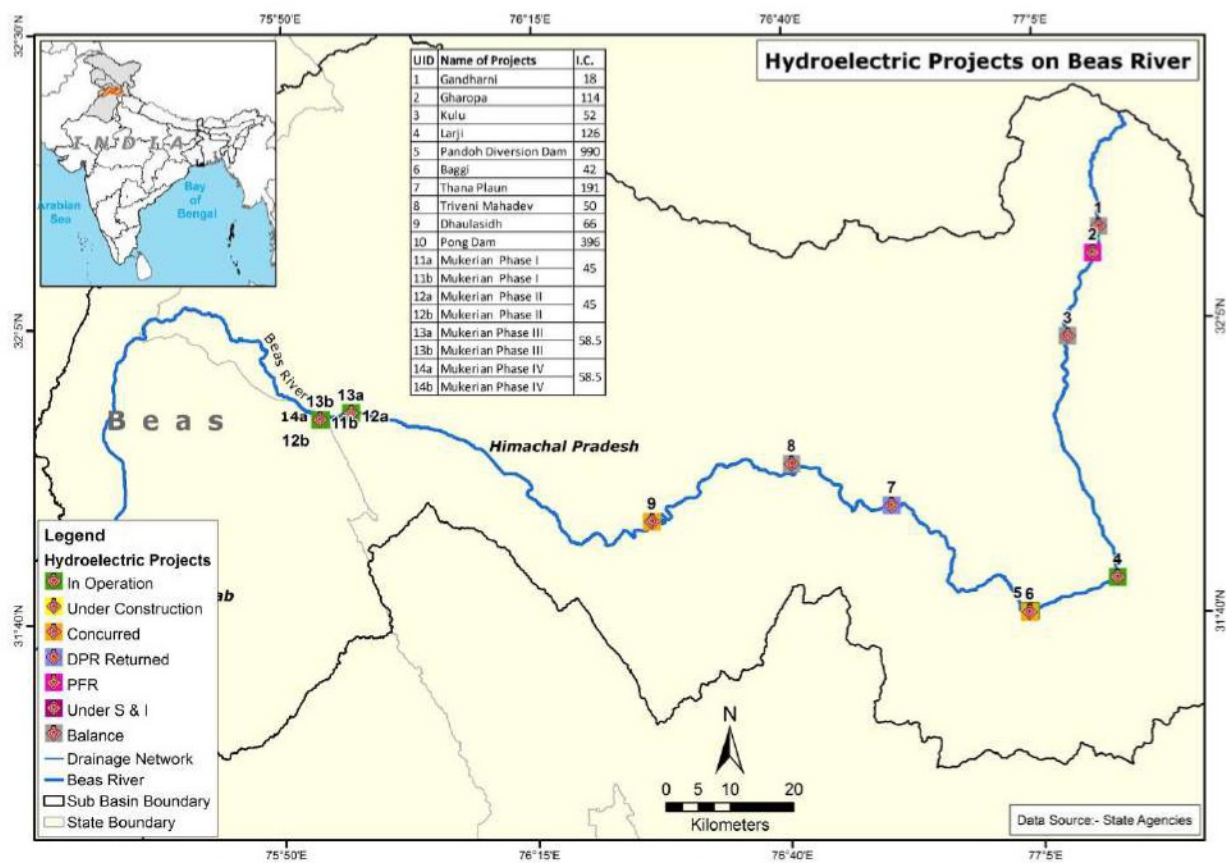 75°50'E 76°15'E 76°40'E 77°5'E
32°30'N
Hydroelectric Projects on Beas River
UID Name of Projects I.C.
1 Gandharni 18
2 Gharopa 114
3 Kulu 52
4 Larji 126
5 Pandoh Diversion Dam 990
6 Baggi 42
7 Thana Plaun 191
8 Triveni Mahadev 50
9 Dhaulasidh 66
10 Pong Dam 396
11a Mukerian Phase I 45
11b Mukerian Phase I
12a Mukerian Phase II 45
12b Mukerian Phase II
13a Mukerian Phase III 58.5
13b Mukerian Phase III
14a Mukerian Phase IV 58.5
14b Mukerian Phase IV
INDIA
Arabian
Sea
Bay
of
Bengal
1
2
3
32°5'N 32°5'N
Beas River
13b 13a
14a 11b 12a
12b
Beas
Himachal Pradesh
8
7
9
4
5 6
31°40'N 31°40'N
ab
Legend
Hydroelectric Projects
In Operation
Under Construction
Concurred
DPR Returned
PFR
Under S & I
Balance
Drainage Network
Beas River
Sub Basin Boundary
State Boundary
N
0 5 10 20
Kilometers
Data Source:- State Agencies
75°50'E 76°15'E 76°40'E 77°5'E